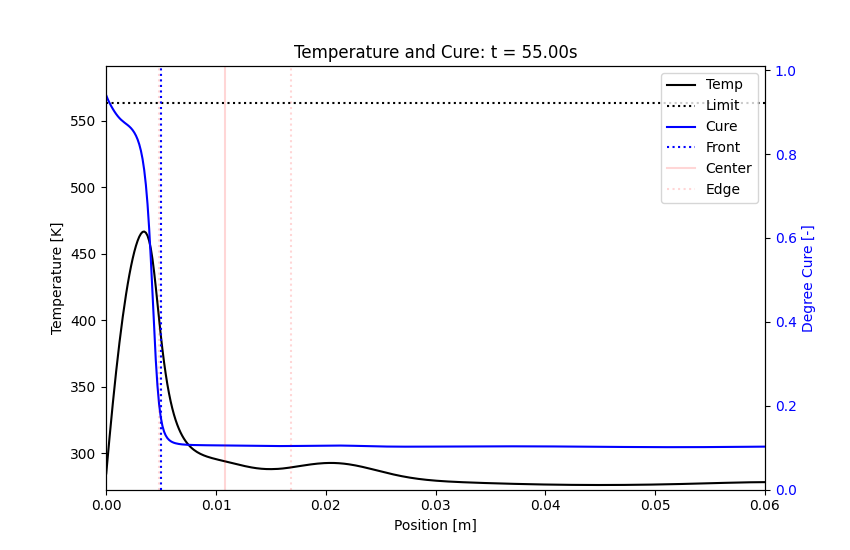 Temperature and Cure: t = 55.00s
Temperature [K]
550
500
450
400
350
300
0.00
0.01
0.02
0.03
0.04
0.05
0.06
Position [m]
1.0
0.8
0.6
0.4
0.2
0.0
Degree Cure [-]
Temp
Limit
Cure
Front
Center
Edge